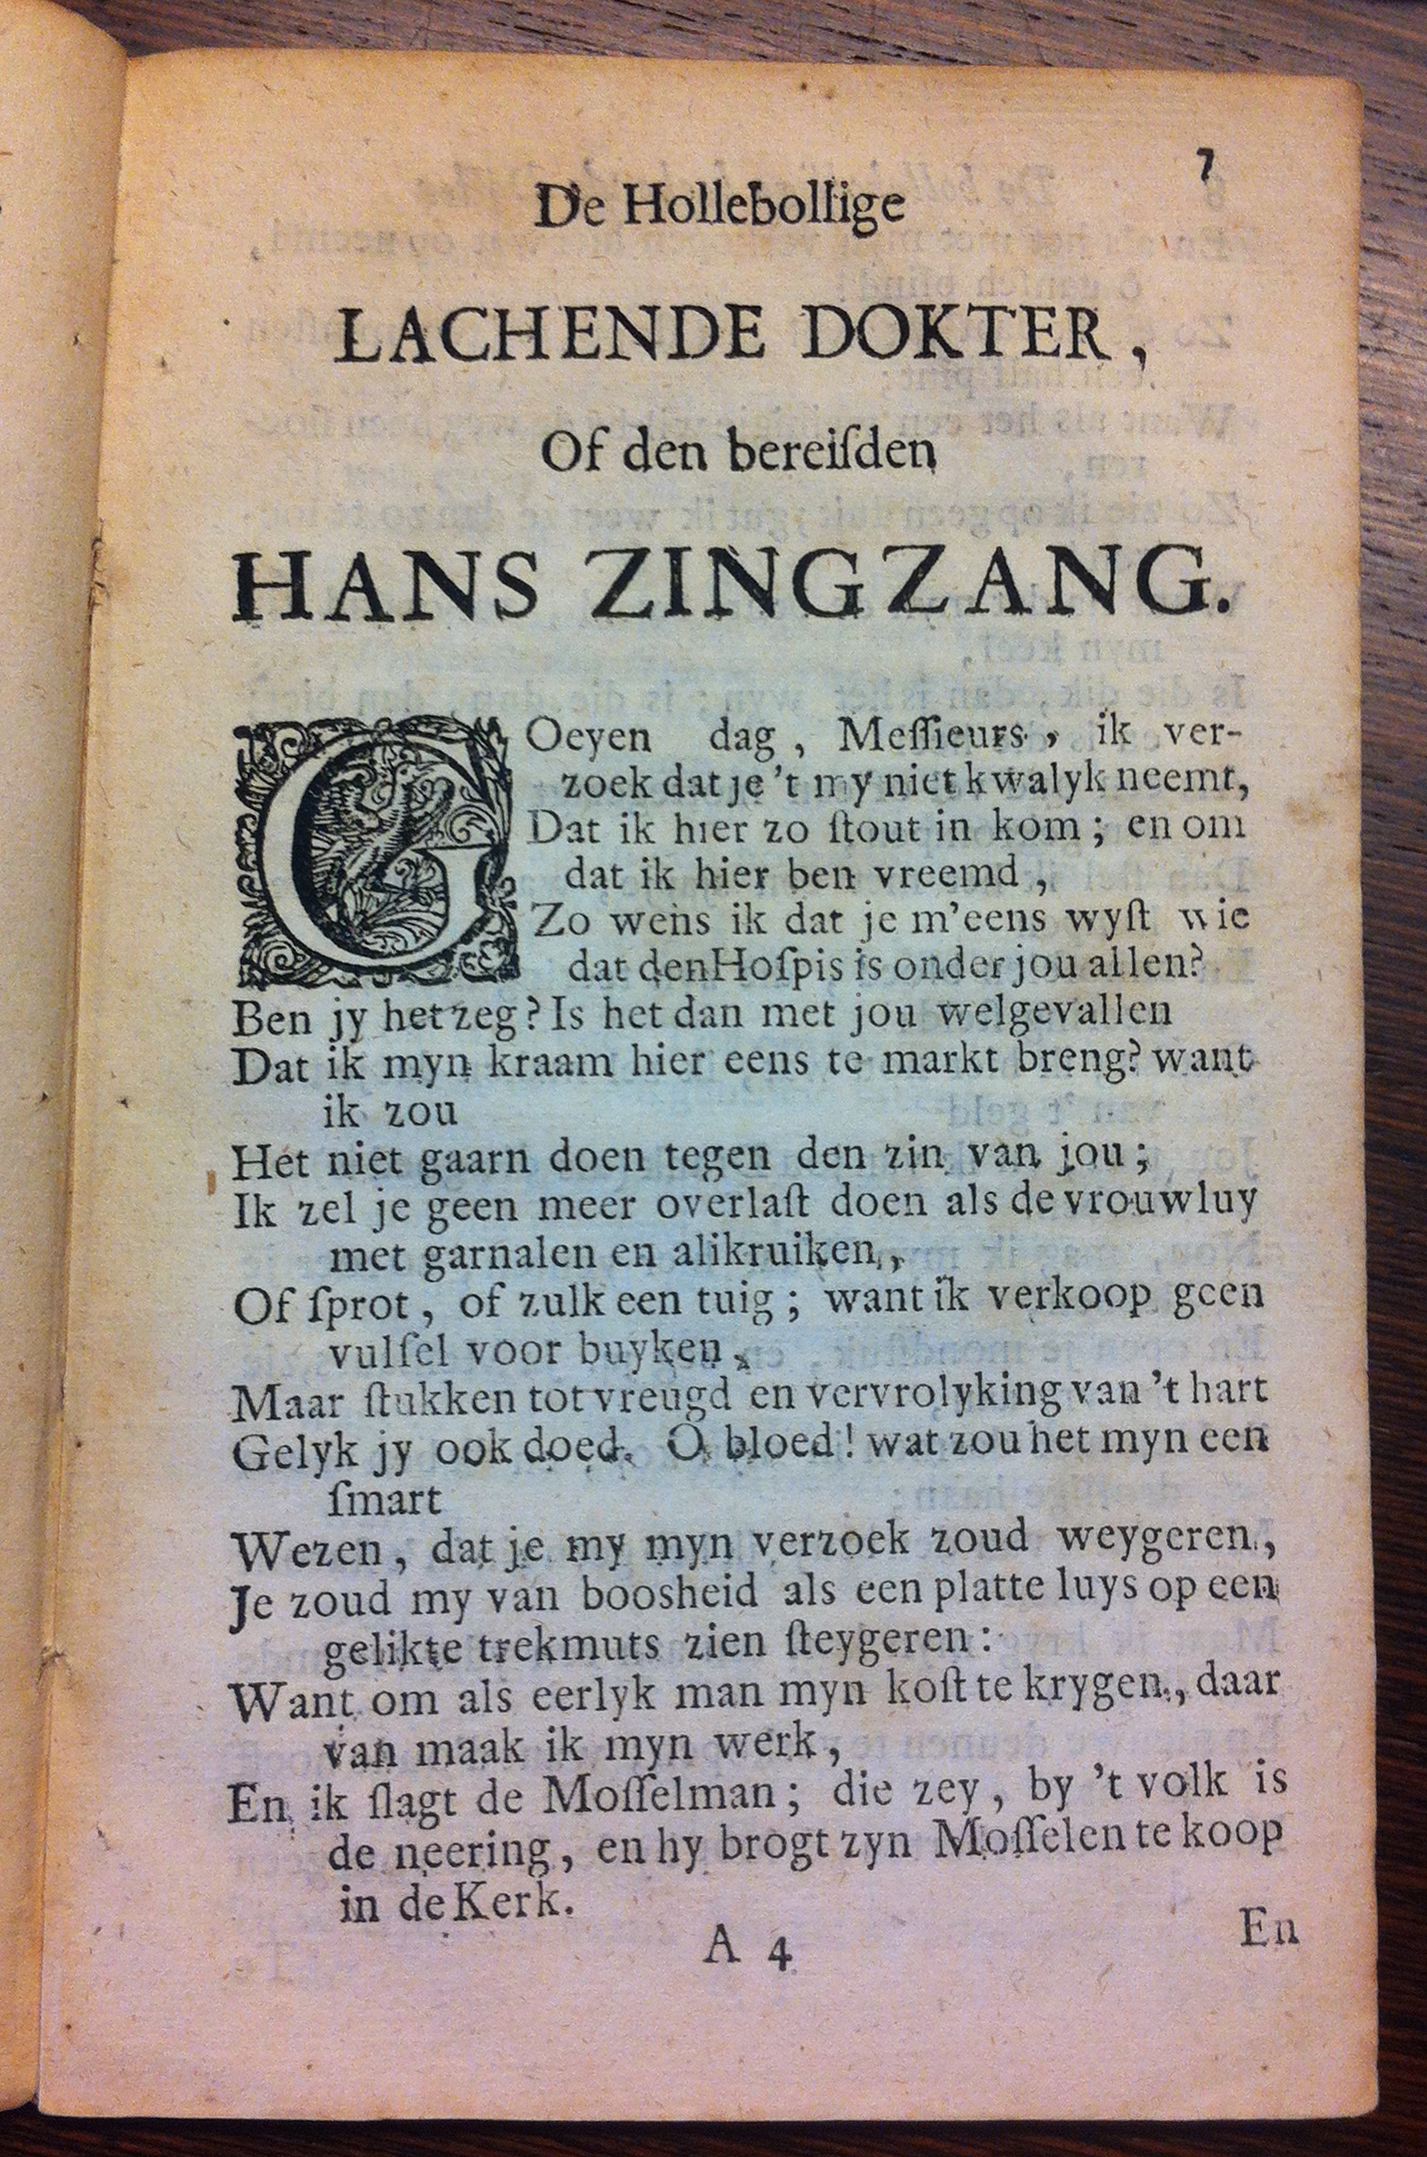 7
De Hollebollige
LACHENDE DOKTER,
Of den bereiſden
HANS ZINGZANG.
GOeyen dag, Meſſieurs, ik ver-
zoek dat je 't my niet kwalyk neemt,
Dat ik hier zo ſtout in kom; en om
dat ik hier ben vreemd,
Zo wens ik dat je m'eens wyſt wie
dat den Hoſpis is onder jou allen?
Ben jy het zeg? Is het dan met jou welgevallen
Dat ik myn kraam hier eens te markt breng? want
ik zou
Het niet gaarn doen tegen den zin van jou;
Ik zel je geen meer overlaſt doen als de vrouwluy
met garnalen en alikruiken,
Of ſprot, of zulk een tuig; want ik verkoop geen
vulſel voor buyken,
Maar ſtukken tot vreugd en vervrolyking van 't hart
Gelyk jy ook doed. O bloed! wat zou het myn een
ſmart
Wezen, dat je my myn verzoek zoud weygeren,
Je zoud my van boosheid als een platte luys op een
gelikte trekmuts zien ſteygeren:
Want om als eerlyk man myn koſt te krygen, daar
van maak ik myn werk,
En ik ſlagt de Moſſelman; die zey, by 't volk is
de neering, en hy brogt zyn Moſſelen te koop
in de Kerk.
A 4
En